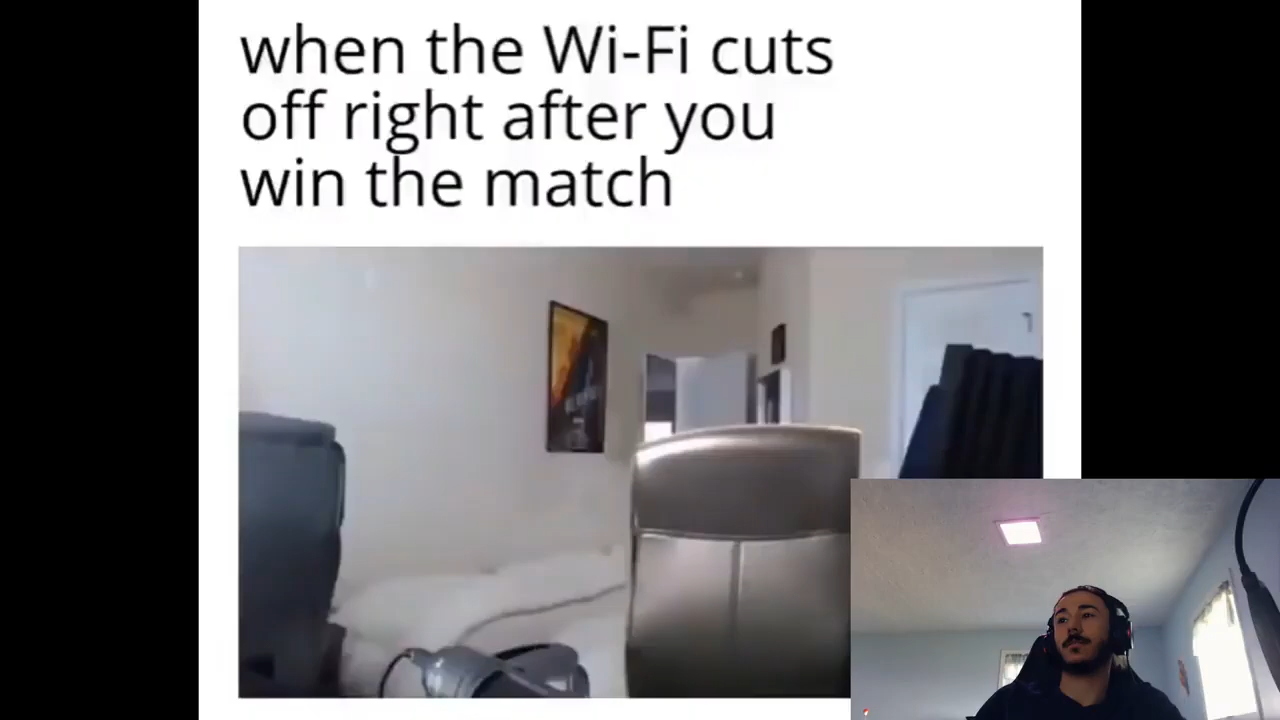 when the Wi-Fi cuts
off right after you
win the match